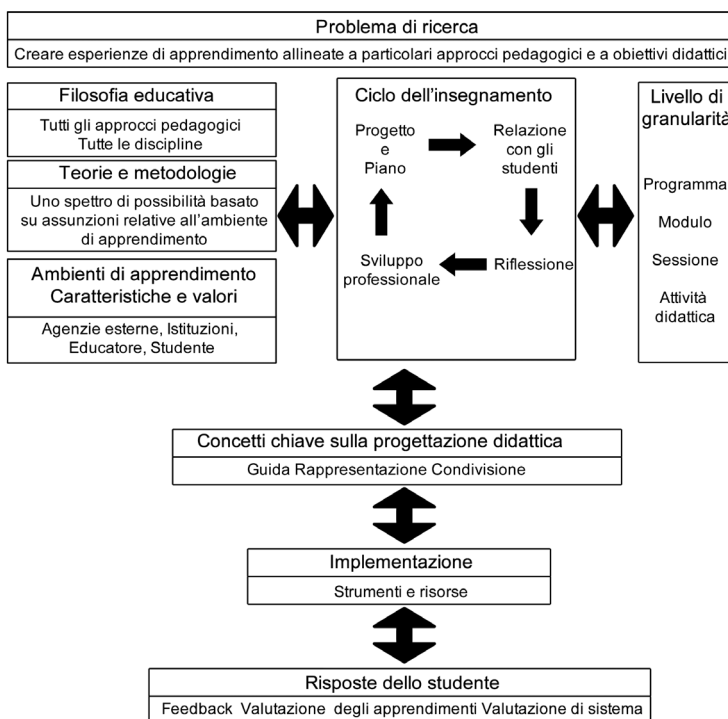 Problema di ricerca
Creare esperienze di apprendimento allineate a particolari approcci pedagogici e a obiettivi didattici
Filosofia educativa
Tutti gli approcci pedagogici
Tutte le discipline
Teorie e metodologie
Uno spettro di possibilità basato
su assunzioni relative all'ambiente
di apprendimento
Ambienti di apprendimento
Caratteristiche e valori
Agenzie esterne, Istituzioni,
Educatore, Studente
Ciclo dell'insegnamento
Progetto
e
Piano
Relazione
con gli
studenti
Riflessione
Sviluppo
professionale
Livello di
granularità
Programma
Modulo
Sessione
Attività
didattica
Concetti chiave sulla progettazione didattica
Guida Rappresentazione Condivisione
Implementazione
Strumenti e risorse
Risposte dello studente
Feedback Valutazione degli apprendimenti Valutazione di sistema